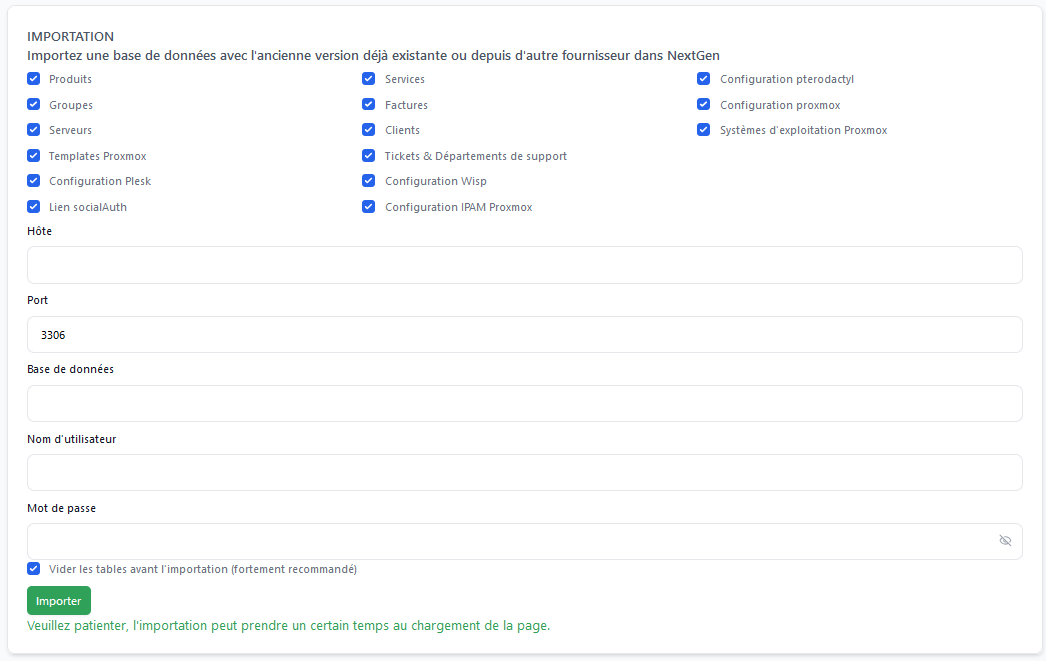 IMPORTATION
Importez une base de données avec l'ancienne version déjà existante ou depuis d'autre fournisseur dans NextGen
Produits
Services
Configuration pterodactyl
Groupes
Factures
Configuration proxmox
Serveurs
Clients
Systèmes d'exploitation Proxmox
Templates Proxmox
Tickets & Départements de support
Configuration Plesk
Configuration Wisp
Lien socialAuth
Configuration IPAM Proxmox
Hôte
Port
3306
Base de données
Nom d'utilisateur
Mot de passe
Vider les tables avant l'importation (fortement recommandé)
Importer
Veuillez patienter, l'importation peut prendre un certain temps au chargement de la page.